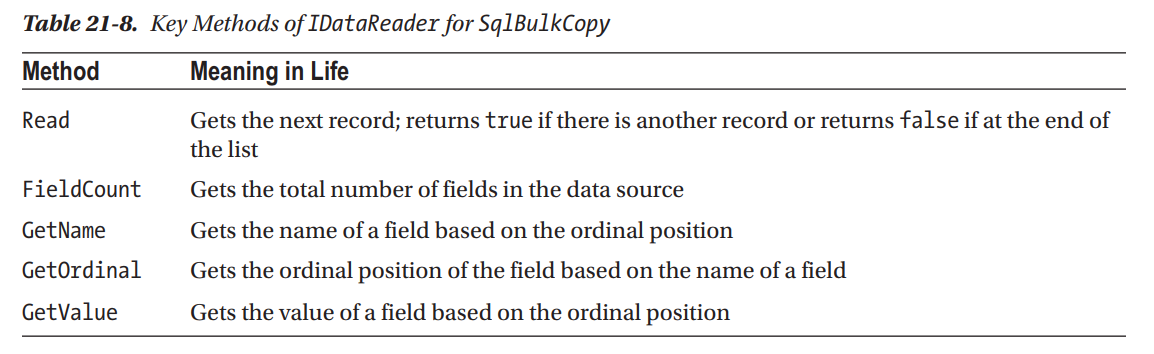 Table 21-8. Key Methods of IDataReader for SqlBulkCopy
Method Meaning in Life
Read Gets the next record; returns true if there is another record or returns false if at the end of
the list
FieldCount Gets the total number of fields in the data source
GetName Gets the name of a field based on the ordinal position
GetOrdinal Gets the ordinal position of the field based on the name of a field
GetValue Gets the value of a field based on the ordinal position